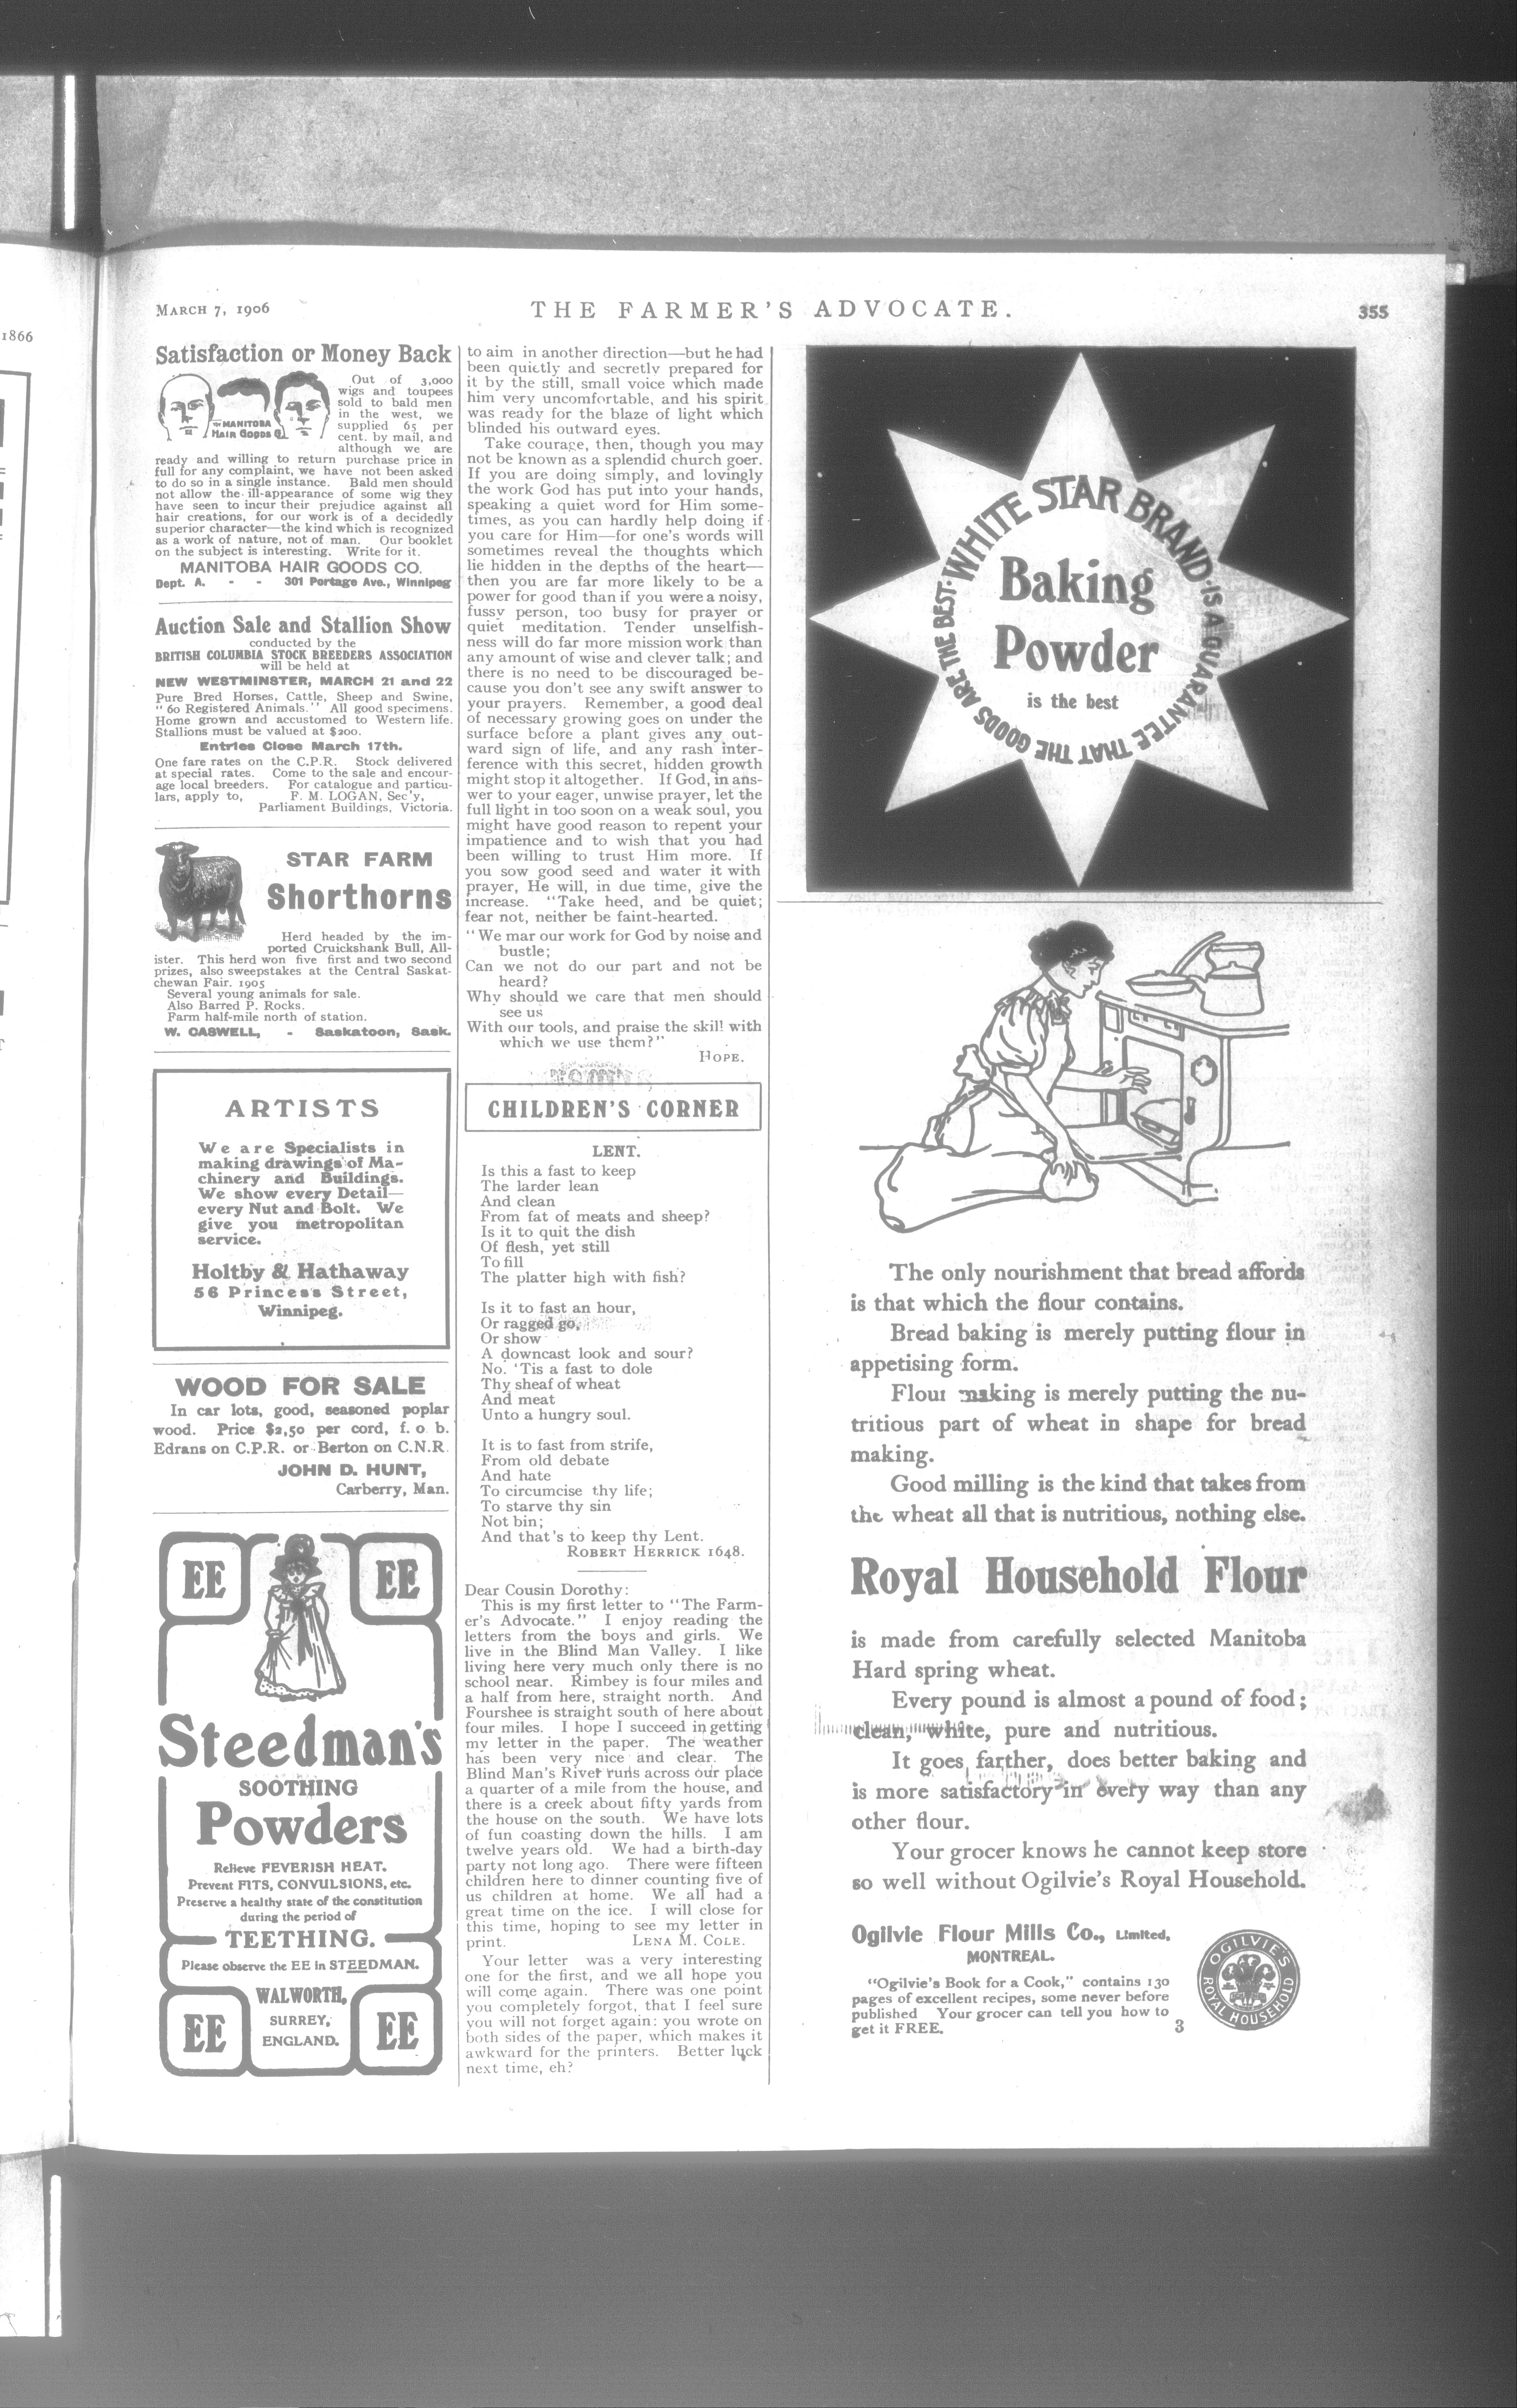 1866
MARCH 7, 1906
THE FARMER'S ADVOCATE.
355
Satisfaction or Money Back
THE MANITOBA
HAIR GOODS CO.
Out of 3,000
wigs and toupees
sold to bald men
in the west, we
supplied 65 per
cent. by mail, and
although we are
ready and willing to return purchase price in
full for any complaint, we have not been asked
to do so in a single instance. Bald men should
not allow the ill-appearance of some wig they
have seen to incur their prejudice against all
hair creations, for our work is of a decidedly
superior character—the kind which is recognized
as a work of nature, not of man. Our booklet
on the subject is interesting. Write for it.
MANITOBA HAIR GOODS CO.
Dept. A. - - 301 Portage Ave., Winnipeg
Auction Sale and Stallion Show
conducted by the
BRITISH COLUMBIA STOCK BREEDERS ASSOCIATION
will be held at
NEW WESTMINSTER, MARCH 21 and 22
Pure Bred Horses, Cattle, Sheep and Swine,
"60 Registered Animals." All good specimens.
Home grown and accustomed to Western life.
Stallions must be valued at $200.
Entries Close March 17th.
One fare rates on the C.P.R. Stock delivered
at special rates. Come to the sale and encour-
age local breeders. For catalogue and particu-
lars, apply to, F. M. LOGAN, Sec'y,
Parliament Buildings, Victoria.
STAR FARM
Shorthorns
Herd headed by the im-
ported Cruickshank Bull, All-
ister. This herd won five first and two second
prizes, also sweepstakes at the Central Saskat-
chewan Fair. 1905
Several young animals for sale.
Also Barred P. Rocks.
Farm half-mile north of station.
W. CASWELL, - Saskatoon, Sask.
ARTISTS
We are Specialists in
making drawings of Ma-
chinery and Buildings.
We show every Detail—
every Nut and Bolt. We
give you metropolitan
service.
Holtby & Hathaway
56 Princess Street,
Winnipeg.
WOOD FOR SALE
In car lots, good, seasoned poplar
wood. Price $2,50 per cord, f. o. b.
Edrans on C.P.R. or Berton on C.N.R.
JOHN D. HUNT,
Carberry, Man.
EE EE
Steedman's
SOOTHING
Powders
Relieve FEVERISH HEAT.
Prevent FITS, CONVULSIONS, etc.
Preserve a healthy state of the constitution
during the period of
TEETHING.
Please observe the EE in STEEDMAN.
WALWORTH,
SURREY,
ENGLAND.
EE EE
to aim in another direction—but he had
been quietly and secretly prepared for
it by the still, small voice which made
him very uncomfortable, and his spirit
was ready for the blaze of light which
blinded his outward eyes.
Take courage, then, though you may
not be known as a splendid church goer.
If you are doing simply, and lovingly
the work God has put into your hands,
speaking a quiet word for Him some-
times, as you can hardly help doing if
you care for Him—for one's words will
sometimes reveal the thoughts which
lie hidden in the depths of the heart—
then you are far more likely to be a
power for good than if you were a noisy,
fussy person, too busy for prayer or
quiet meditation. Tender unselfish-
ness will do far more mission work than
any amount of wise and clever talk; and
there is no need to be discouraged be-
cause you don't see any swift answer to
your prayers. Remember, a good deal
of necessary growing goes on under the
surface before a plant gives any out-
ward sign of life, and any rash inter-
ference with this secret, hidden growth
might stop it altogether. If God, in ans-
wer to your eager, unwise prayer, let the
full light in too soon on a weak soul, you
might have good reason to repent your
impatience and to wish that you had
been willing to trust Him more. If
you sow good seed and water it with
prayer, He will, in due time, give the
increase. "Take heed, and be quiet;
fear not, neither be faint-hearted.
"We mar our work for God by noise and
bustle;
Can we not do our part and not be
heard?
Why should we care that men should
see us
With our tools, and praise the skill with
which we use them?"
HOPE.
CHILDREN'S CORNER
LENT.
Is this a fast to keep
The larder lean
And clean
From fat of meats and sheep?
Is it to quit the dish
Of flesh, yet still
To fill
The platter high with fish?
Is it to fast an hour,
Or ragged go,
Or show
A downcast look and sour?
No. 'Tis a fast to dole
Thy sheaf of wheat
And meat
Unto a hungry soul.
It is to fast from strife,
From old debate
And hate
To circumcise thy life;
To starve thy sin
Not bin;
And that's to keep thy Lent.
ROBERT HERRICK 1648.
Dear Cousin Dorothy:
This is my first letter to "The Farm-
er's Advocate." I enjoy reading the
letters from the boys and girls. We
live in the Blind Man Valley. I like
living here very much only there is no
school near. Rimbey is four miles and
a half from here, straight north. And
Fourshee is straight south of here about
four miles. I hope I succeed in getting
my letter in the paper. The weather
has been very nice and clear. The
Blind Man's River runs across our place
a quarter of a mile from the house, and
there is a creek about fifty yards from
the house on the south. We have lots
of fun coasting down the hills. I am
twelve years old. We had a birth-day
party not long ago. There were fifteen
children here to dinner counting five of
us children at home. We all had a
great time on the ice. I will close for
this time, hoping to see my letter in
print. LENA M. COLE.
Your letter was a very interesting
one for the first, and we all hope you
will come again. There was one point
you completely forgot, that I feel sure
you will not forget again: you wrote on
both sides of the paper, which makes it
awkward for the printers. Better luck
next time, eh?
WHITE STAR BRAND IS A GUARANTEE THAT THE GOODS ARE THE BEST.
Baking
Powder
is the best
The only nourishment that bread affords
is that which the flour contains.
Bread baking is merely putting flour in
appetising form.
Flour making is merely putting the nu-
tritious part of wheat in shape for bread
making.
Good milling is the kind that takes from
the wheat all that is nutritious, nothing else.
Royal Household Flour
is made from carefully selected Manitoba
Hard spring wheat.
Every pound is almost a pound of food;
clean, white, pure and nutritious.
It goes farther, does better baking and
is more satisfactory in every way than any
other flour.
Your grocer knows he cannot keep store
so well without Ogilvie's Royal Household.
Ogilvie Flour Mills Co., Limited.
MONTREAL.
"Ogilvie's Book for a Cook," contains 130
pages of excellent recipes, some never before
published Your grocer can tell you how to
get it FREE. 3
OGILVIE'S
ROYAL HOUSEHOLD